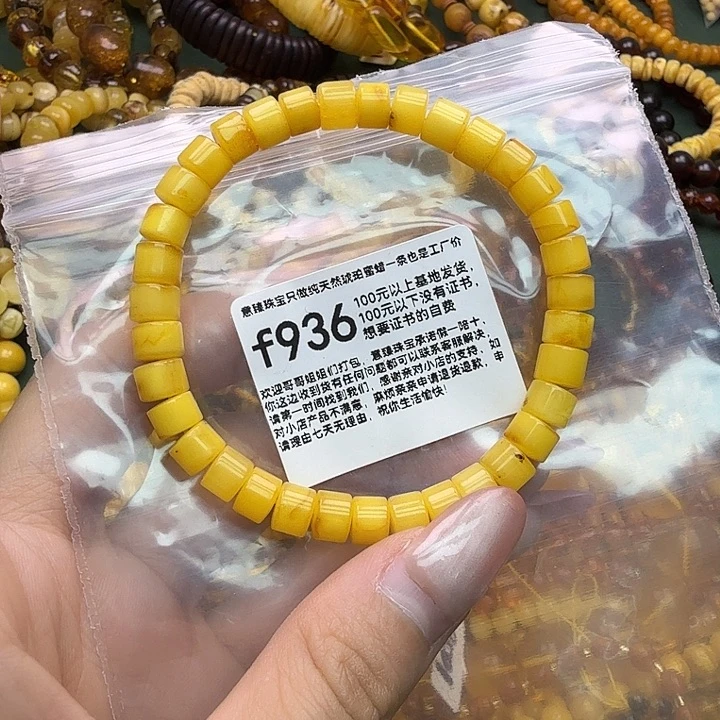 意臻珠宝只做纯天然琥珀蜜蜡一条也是工厂价
f936
100元以上基地发货，
100元以下没有证书，
想要证书的自费
欢迎哥哥姐姐们打包，意臻珠宝承诺做一赔十、
你这边收到货有任何问题都可以联系客服解决、
请第一时间找到我们，感谢亲对小店的支持、如
对小店产品不满意，麻烦亲亲申请退货退款，申
请理由七天无理由，祝你生活愉快！